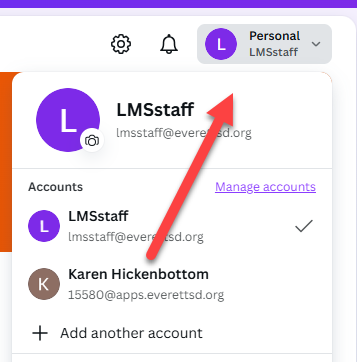 L
Personal
LMSstaff
L
LMSstaff
lmsstaff@everettsd.org
Accounts
Manage accounts
L
LMSstaff
lmsstaff@everettsd.org
K
Karen Hickenbottom
15580@apps.everettsd.org
Add another account